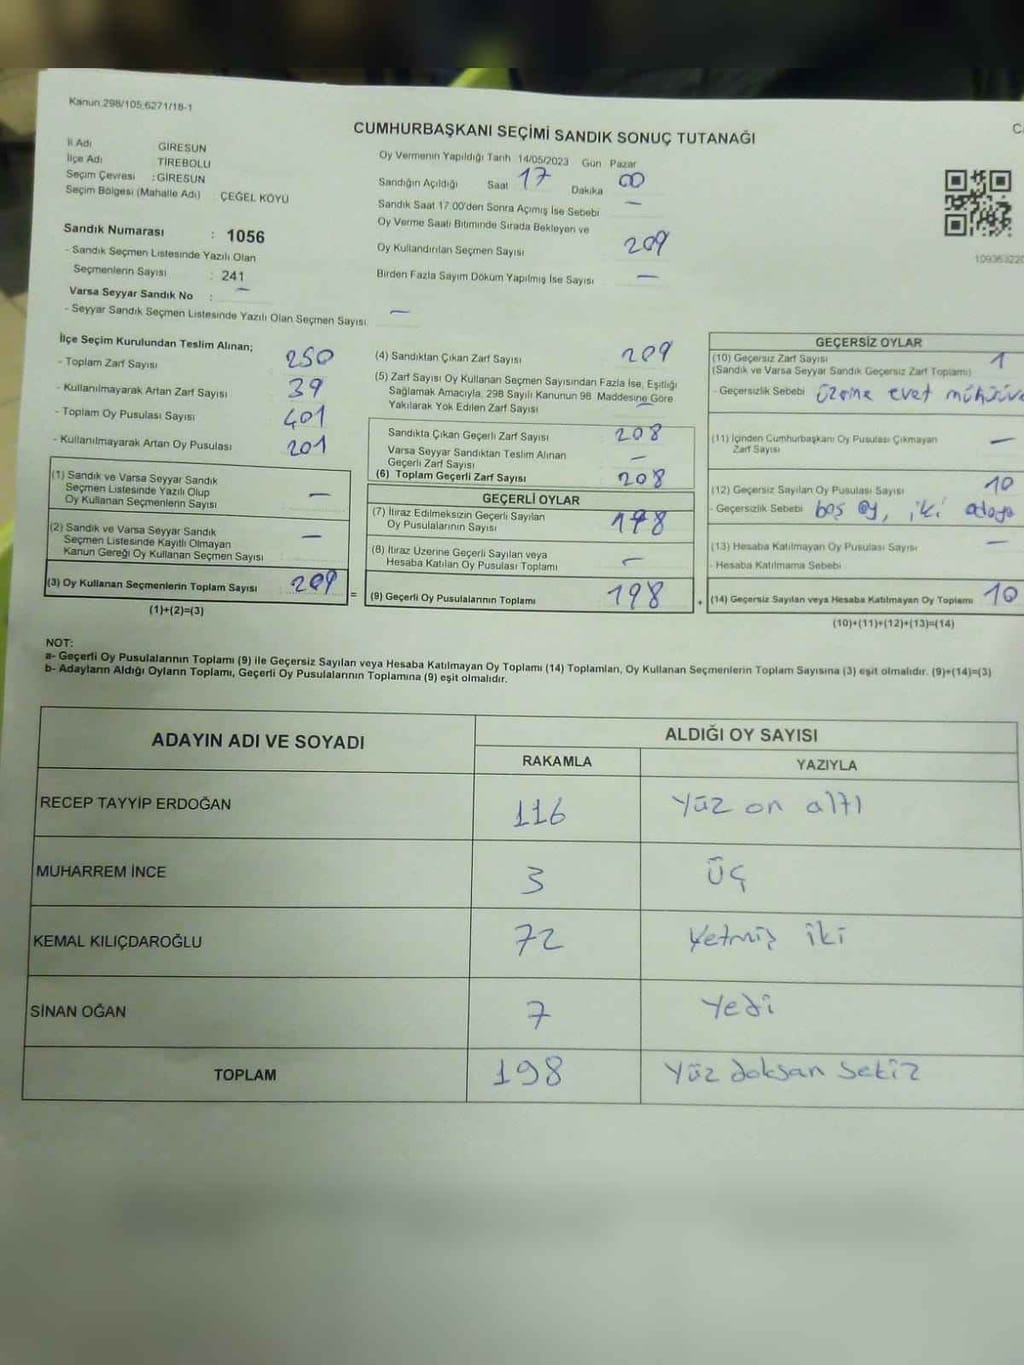 Kanun:298/105,6271/18-1
CUMHURBAŞKANI SEÇİMİ SANDIK SONUÇ TUTANAĞI
İl Adı GİRESUN
İlçe Adı TİREBOLU
Seçim Çevresi :GİRESUN
Seçim Bölgesi (Mahalle Adı) ÇEĞEL KÖYÜ
Sandık Numarası : 1056
- Sandık Seçmen Listesinde Yazılı Olan
Seçmenlerin Sayısı : 241
Varsa Seyyar Sandık No : -
- Seyyar Sandık Seçmen Listesinde Yazılı Olan Seçmen Sayısı -
Oy Vermenin Yapıldığı Tarih 14/05/2023 Gün Pazar
Sandığın Açıldığı Saat 17 Dakika 00
Sandık Saat 17:00'den Sonra Açımış İse Sebebi -
Oy Verme Saati Bitiminde Sırada Bekleyen ve
Oy Kullandırılan Seçmen Sayısı 209
Birden Fazla Sayım Döküm Yapılmış İse Sayısı -
İlçe Seçim Kurulundan Teslim Alınan;
- Toplam Zarf Sayısı 250
- Kullanılmayarak Artan Zarf Sayısı 39
- Toplam Oy Pusulası Sayısı 401
- Kullanılmayarak Artan Oy Pusulası 201
(1) Sandık ve Varsa Seyyar Sandık
Seçmen Listesinde Yazılı Olup
Oy Kullanan Seçmenlerin Sayısı -
(2) Sandık ve Varsa Seyyar Sandık
Seçmen Listesinde Kayıtlı Olmayan
Kanun Gereği Oy Kullanan Seçmen Sayısı -
(3) Oy Kullanan Seçmenlerin Toplam Sayısı 209 =
(1)+(2)=(3)
(4) Sandıktan Çıkan Zarf Sayısı 209
(5) Zarf Sayısı Oy Kullanan Seçmen Sayısından Fazla İse, Eşitliği
Sağlamak Amacıyla, 298 Sayılı Kanunun 98. Maddesine Göre
Yakılarak Yok Edilen Zarf Sayısı -
Sandıkta Çıkan Geçerli Zarf Sayısı 208
Varsa Seyyar Sandıktan Teslim Alınan
Geçerli Zarf Sayısı -
(6) Toplam Geçerli Zarf Sayısı 208
GEÇERLİ OYLAR
(7) İtiraz Edilmeksizin Geçerli Sayılan
Oy Pusulalarının Sayısı 198
(8) İtiraz Üzerine Geçerli Sayılan veya
Hesaba Katılan Oy Pusulası Toplamı -
(9) Geçerli Oy Pusulalarının Toplamı 198 +
GEÇERSİZ OYLAR
(10) Geçersiz Zarf Sayısı 1
(Sandık ve Varsa Seyyar Sandık Geçersiz Zarf Toplamı)
- Geçersizlik Sebebi üzerine evet
(11) İçinden Cumhurbaşkanı Oy Pusulası Çıkmayan
Zarf Sayısı -
(12) Geçersiz Sayılan Oy Pusulası Sayısı 10
- Geçersizlik Sebebi boş oy, iki adaya
(13) Hesaba Katılmayan Oy Pusulası Sayısı -
- Hesaba Katılmama Sebebi
(14) Geçersiz Sayılan veya Hesaba Katılmayan Oy Toplamı 10
(10)+(11)+(12)+(13)=(14)
NOT:
a- Geçerli Oy Pusulalarının Toplamı (9) ile Geçersiz Sayılan veya Hesaba Katılmayan Oy Toplamı (14) Toplamları, Oy Kullanan Seçmenlerin Toplam Sayısına (3) eşit olmalıdır. (9)+(14)=(3)
b- Adayların Aldığı Oyların Toplamı, Geçerli Oy Pusulalarının Toplamına (9) eşit olmalıdır.
ADAYIN ADI VE SOYADI ALDIĞI OY SAYISI
RAKAMLA YAZIYLA
RECEP TAYYİP ERDOĞAN 116 Yüz on altı
MUHARREM İNCE 3 Üç
KEMAL KILIÇDAROĞLU 72 Yetmiş iki
SİNAN OĞAN 7 Yedi
TOPLAM 198 Yüz doksan sekiz